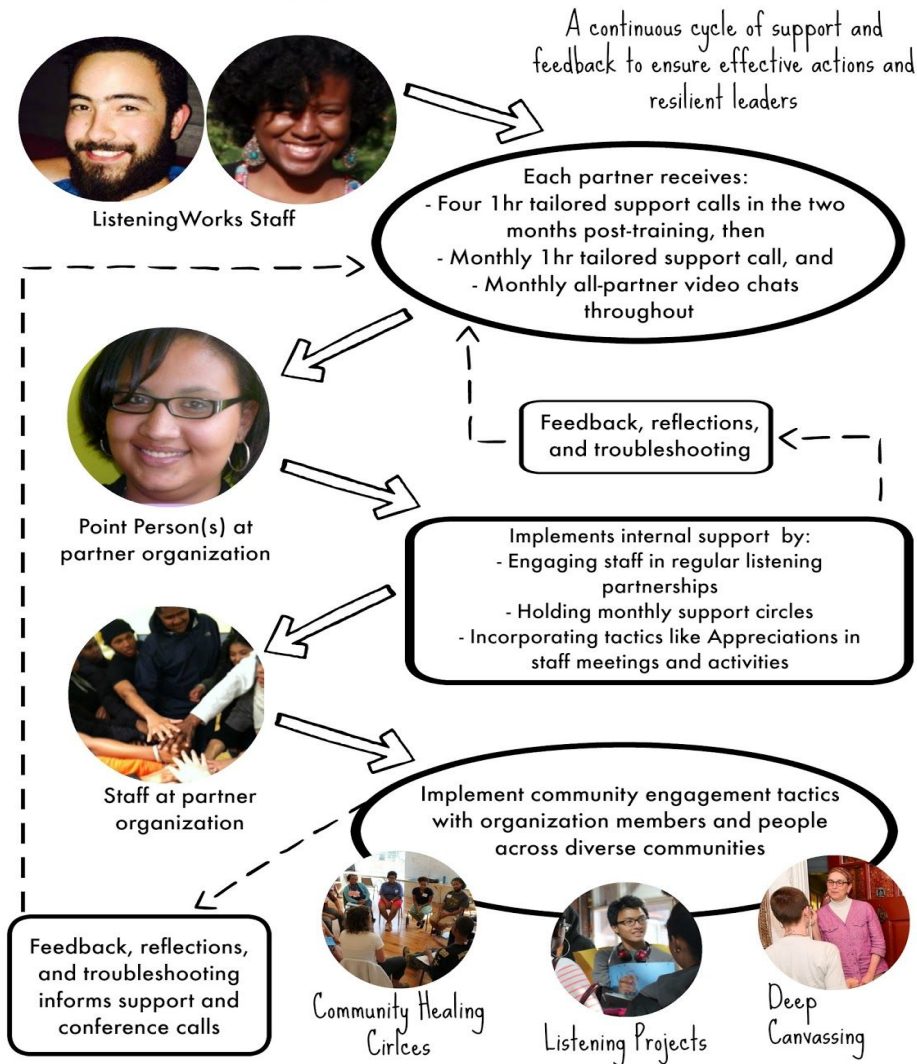 A continuous cycle of support and
feedback to ensure effective actions and
resilient leaders
ListeningWorks Staff
Each partner receives:
- Four 1hr tailored support calls in the two
months post-training, then
- Monthly 1hr tailored support call, and
- Monthly all-partner video chats
throughout
Point Person(s) at
partner organization
Feedback, reflections,
and troubleshooting
Implements internal support by:
- Engaging staff in regular listening
partnerships
- Holding monthly support circles
- Incorporating tactics like Appreciations in
staff meetings and activities
Staff at partner
organization
Implement community engagement tactics
with organization members and people
across diverse communities
Feedback, reflections,
and troubleshooting
informs support and
conference calls
Community Healing
Cirlces
Listening Projects
Deep
Canvassing